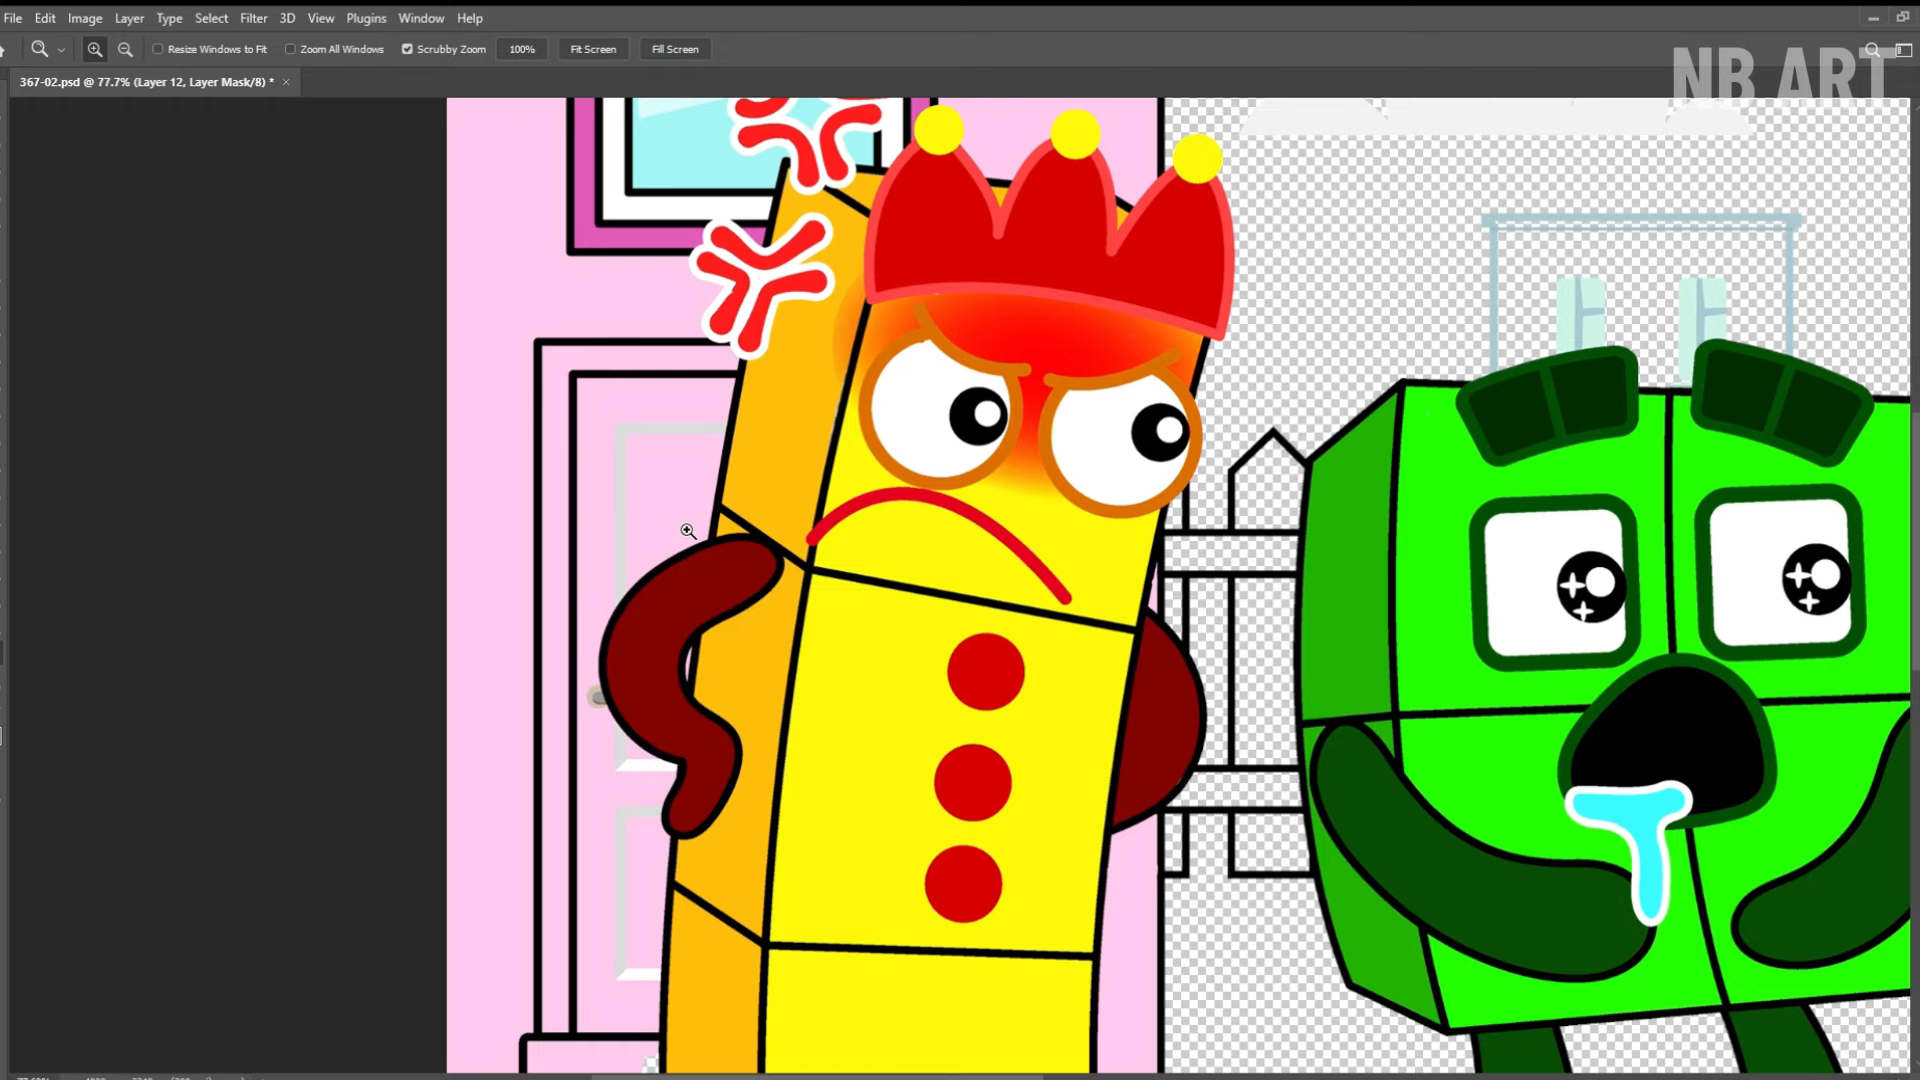 File Edit Image Layer Type Select Filter 3D View Plugins Window Help
Resize Windows to Fit Zoom All Windows Scrubby Zoom 100% Fit Screen Fill Screen
NB ART
367-02.psd @ 77.7% (Layer 12, Layer Mask/8) * ×